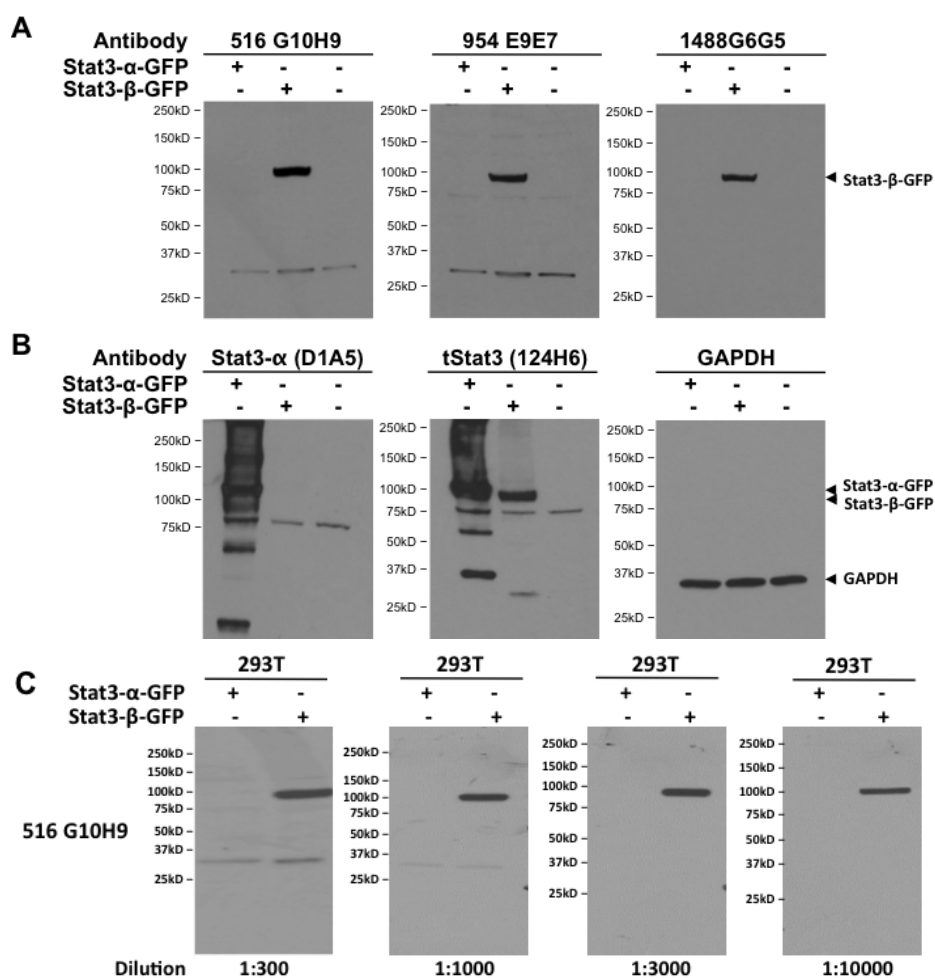 A
Antibody 516 G10H9 954 E9E7 1488G6G5
Stat3-α-GFP + - - + - - + - -
Stat3-β-GFP - + - - + - - + -
250kD 250kD 250kD
150kD 150kD 150kD
100kD 100kD 100kD Stat3-β-GFP
75kD 75kD 75kD
50kD 50kD 50kD
37kD 37kD 37kD
25kD 25kD 25kD
B
Antibody Stat3-α (D1A5) tStat3 (124H6) GAPDH
Stat3-α-GFP + - - + - - + - -
Stat3-β-GFP - + - - + - - + -
250kD 250kD 250kD
150kD 150kD 150kD
100kD 100kD 100kD Stat3-α-GFP
75kD 75kD 75kD Stat3-β-GFP
50kD 50kD
37kD 37kD GAPDH
25kD 25kD
C
293T 293T 293T 293T
Stat3-α-GFP + - + - + - + -
Stat3-β-GFP - + - + - + - +
250kD 250kD 250kD 250kD
150kD 150kD 150kD 150kD
100kD 100kD 100kD 100kD
75kD 75kD 75kD 75kD
516 G10H9 50kD 50kD 50kD 50kD
37kD 37kD 37kD 37kD
25kD 25kD 25kD 25kD
Dilution 1:300 1:1000 1:3000 1:10000